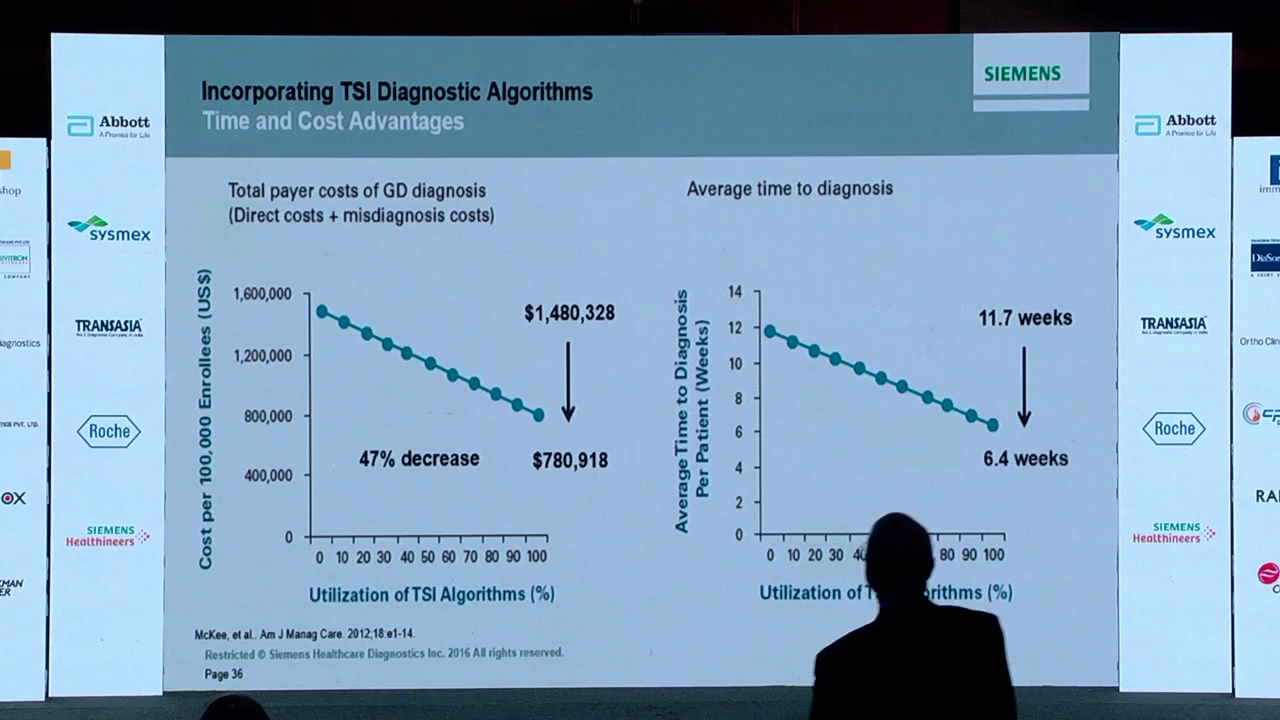 Incorporating TSI Diagnostic Algorithms
Time and Cost Advantages
SIEMENS
Total payer costs of GD diagnosis
(Direct costs + misdiagnosis costs)
Cost per 100,000 Enrollees (US$)
1,600,000
1,200,000
800,000
400,000
0
$1,480,328
47% decrease
$780,918
0 10 20 30 40 50 60 70 80 90 100
Utilization of TSI Algorithms (%)
Average time to diagnosis
Average Time to Diagnosis
Per Patient (Weeks)
14
12
10
8
6
4
2
0
11.7 weeks
6.4 weeks
0 10 20 30 80 90 100
Utilization of (%)
McKee, et al.. Am J Manag Care. 2012;18:e1-14.
Restricted © Siemens Healthcare Diagnostics Inc. 2016 All rights reserved.
Page 36
Abbott
A Promise for Life
sysmex
TRANSASIA
Roche
SIEMENS
Healthineers
Abbott
A Promise for Life
sysmex
TRANSASIA
Roche
SIEMENS
Healthineers
Ortho